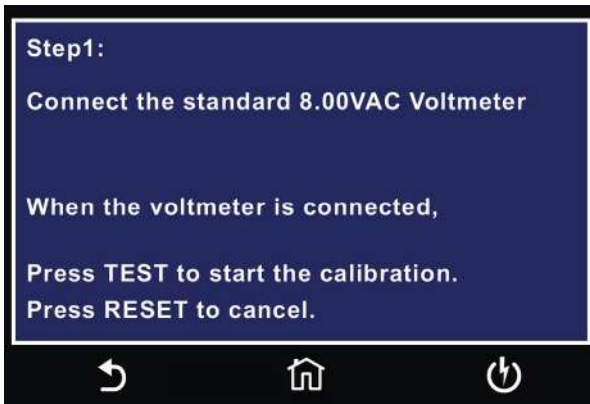 Step1:
Connect the standard 8.00VAC Voltmeter
When the voltmeter is connected,
Press TEST to start the calibration.
Press RESET to cancel.